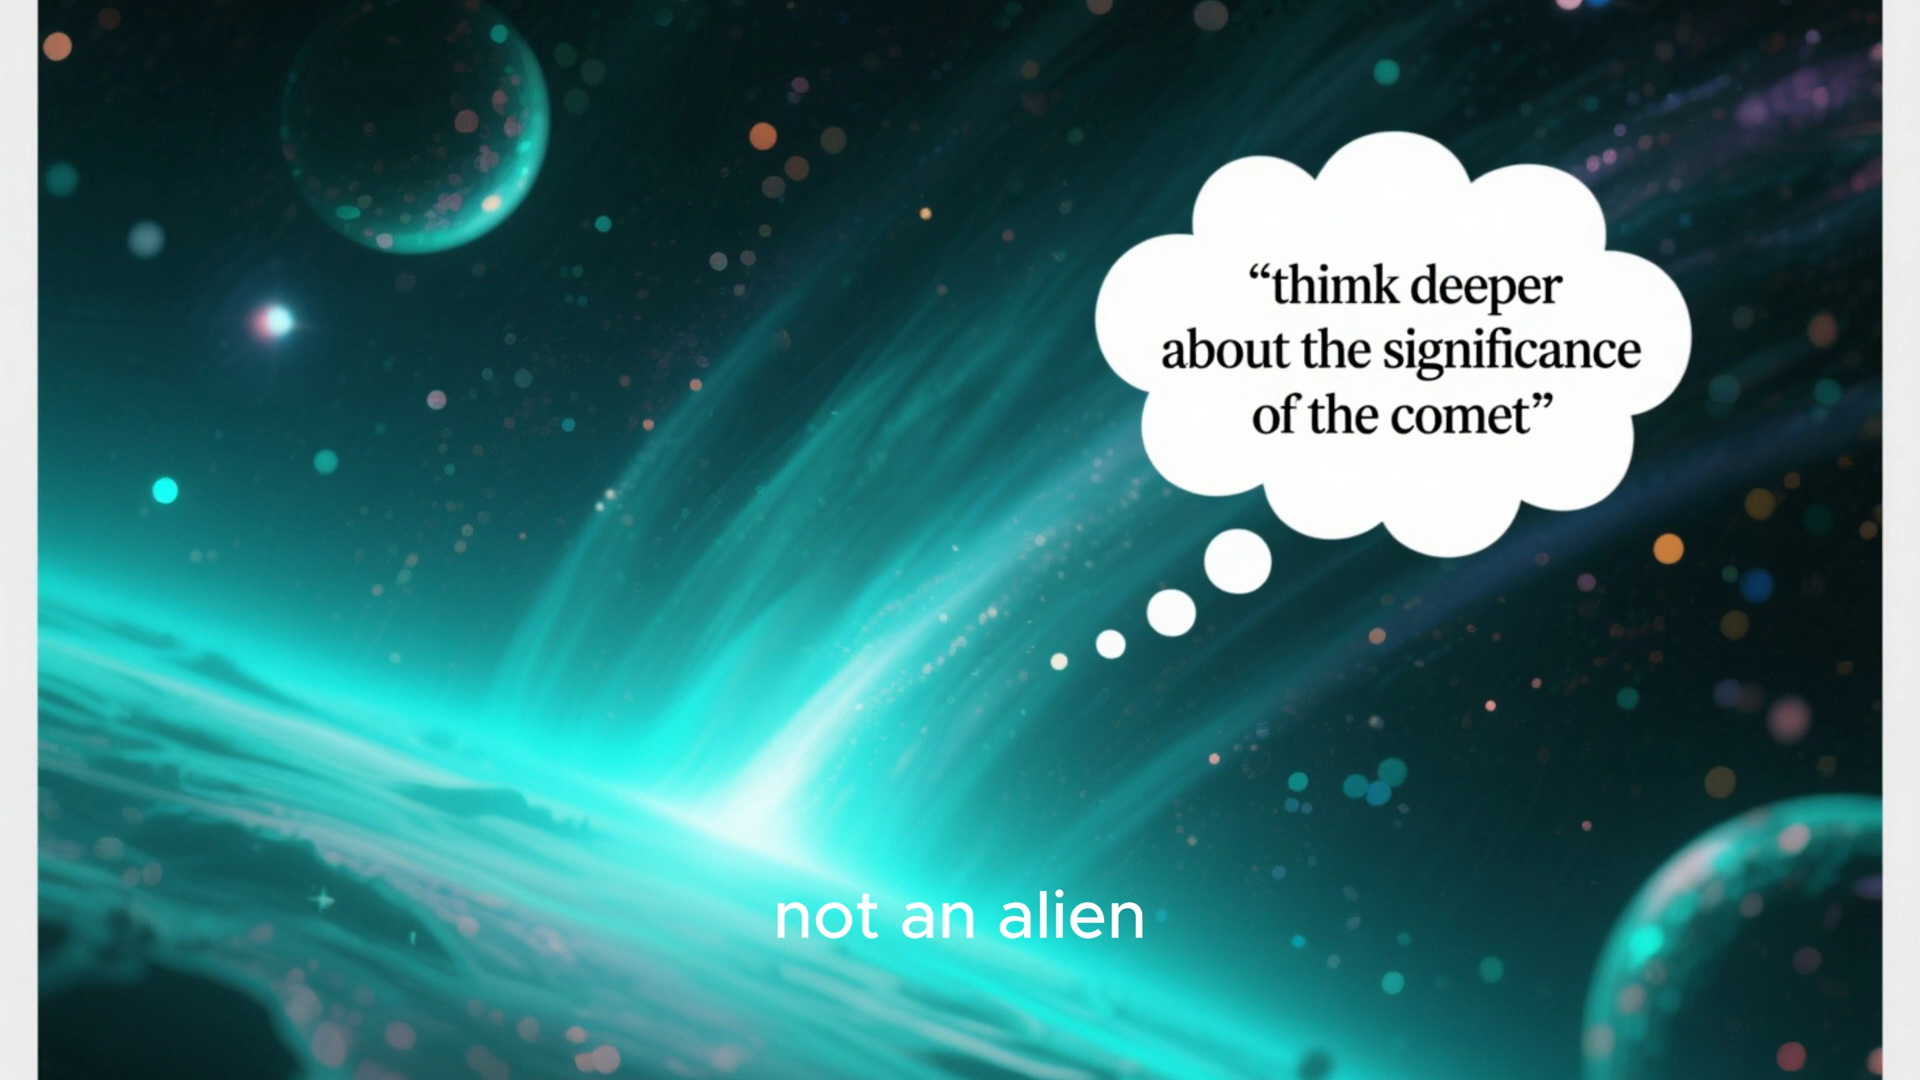 “thimk deeper
about the significance
of the comet”
not an alien